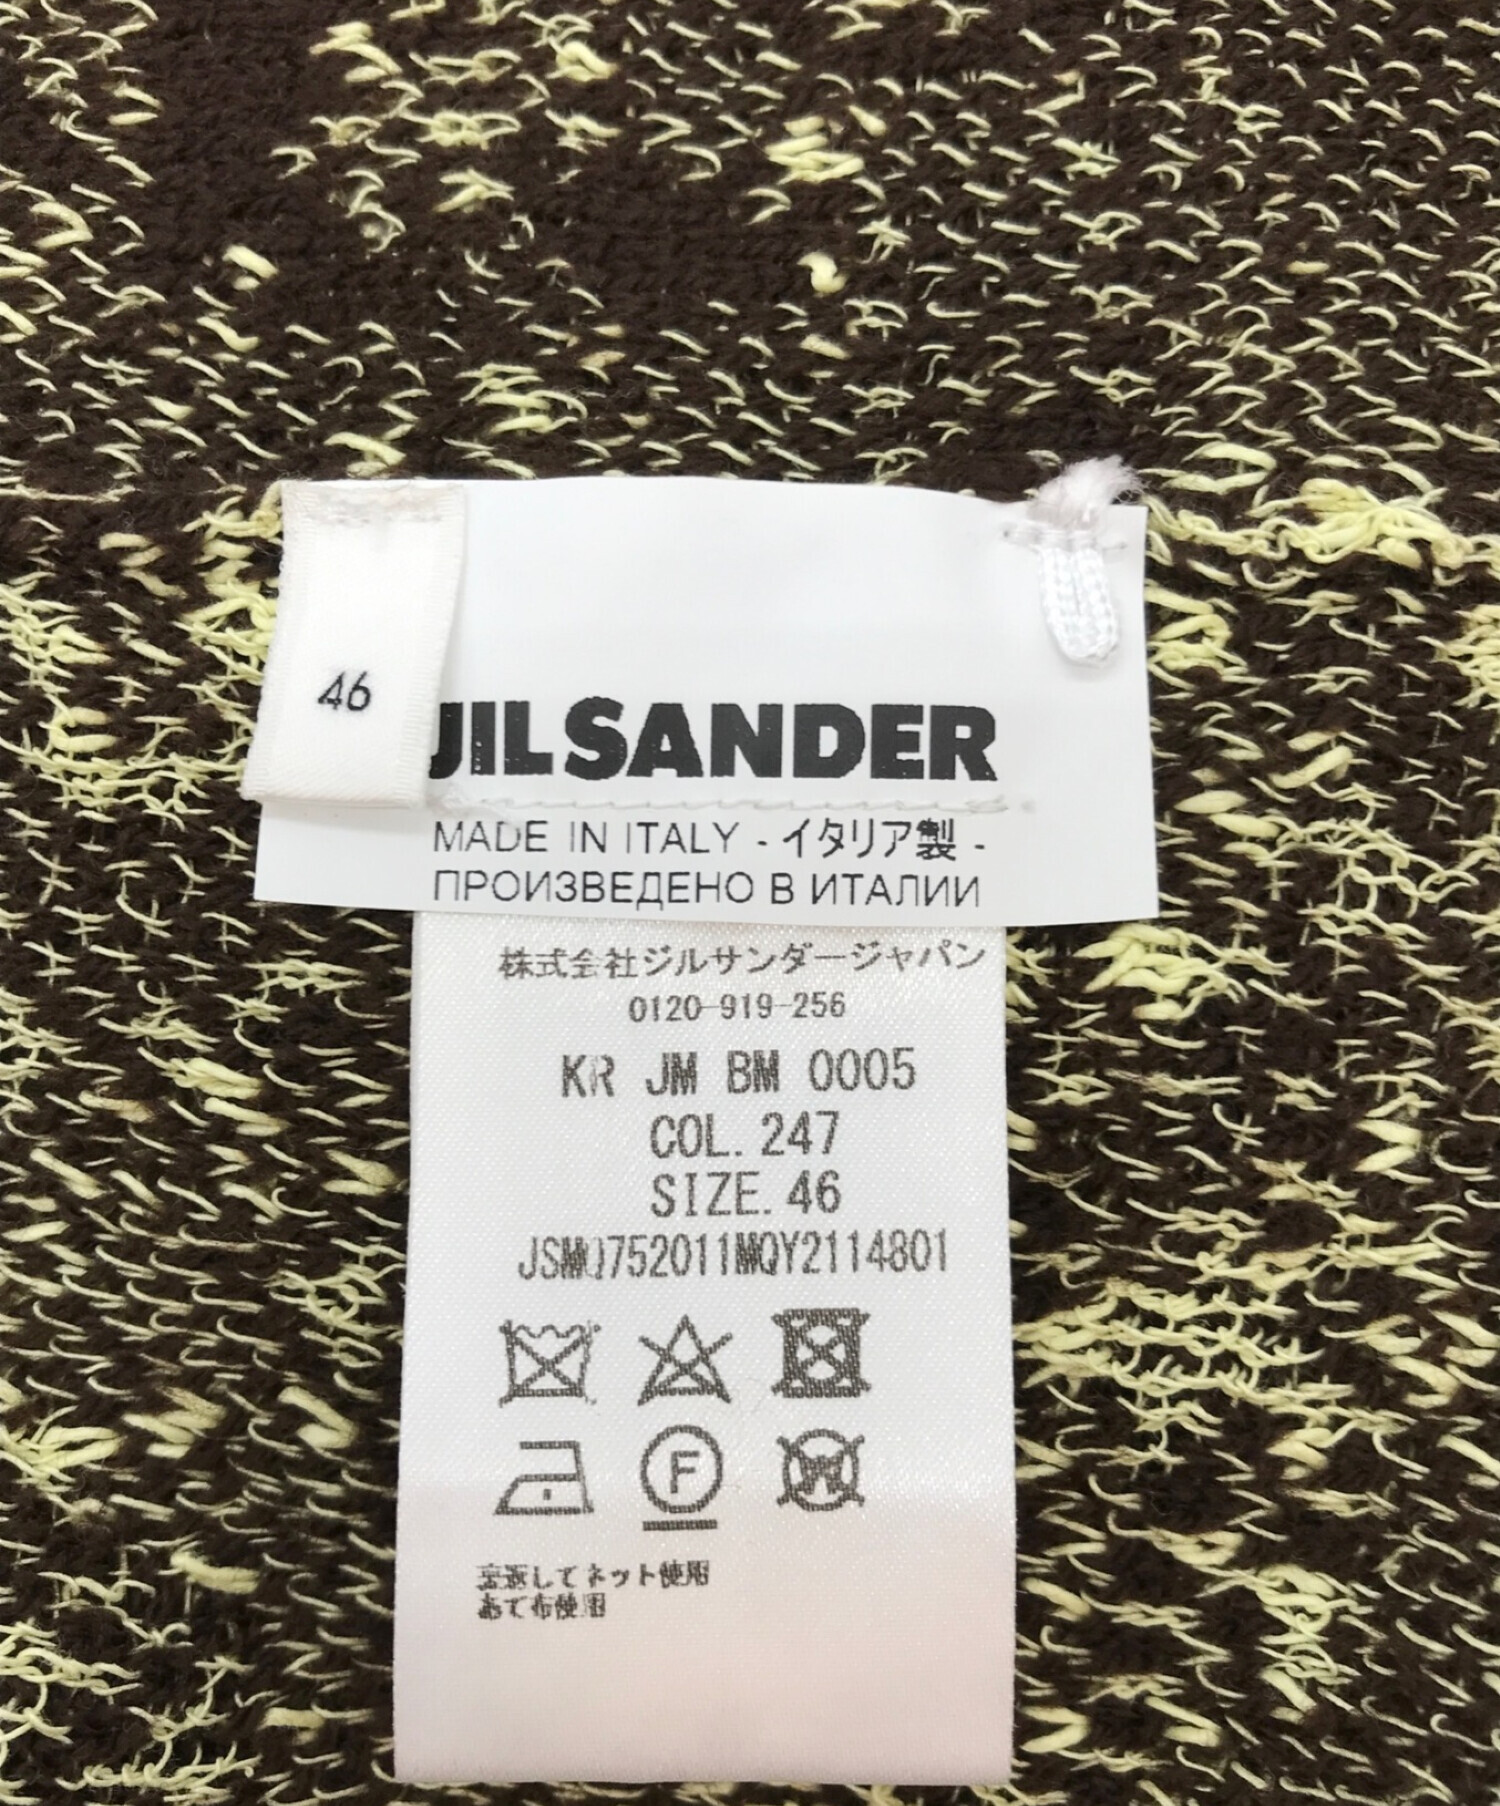 46
JIL SANDER
MADE IN ITALY - イタリア製 -
ПРОИЗВЕДЕНО В ИТАЛИИ
株式会社ジルサンダージャパン
0120-919-256
KR JM BM 0005
COL. 247
SIZE. 46
JSMQ752011MQY2114801
F
W
裏返してネット使用
あて布使用